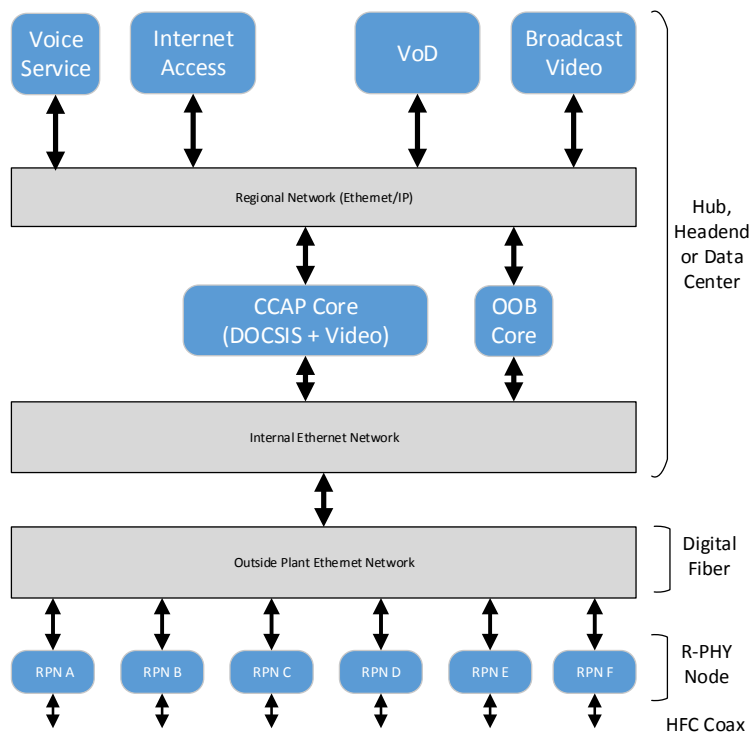 Voice
Service
Internet
Access
VoD
Broadcast
Video
Regional Network (Ethernet/IP)
Hub,
Headend
or Data
Center
CCAP Core
(DOCSIS + Video)
OOB
Core
Internal Ethernet Network
Outside Plant Ethernet Network
Digital
Fiber
RPN A
RPN B
RPN C
RPN D
RPN E
RPN F
R-PHY
Node
HFC Coax